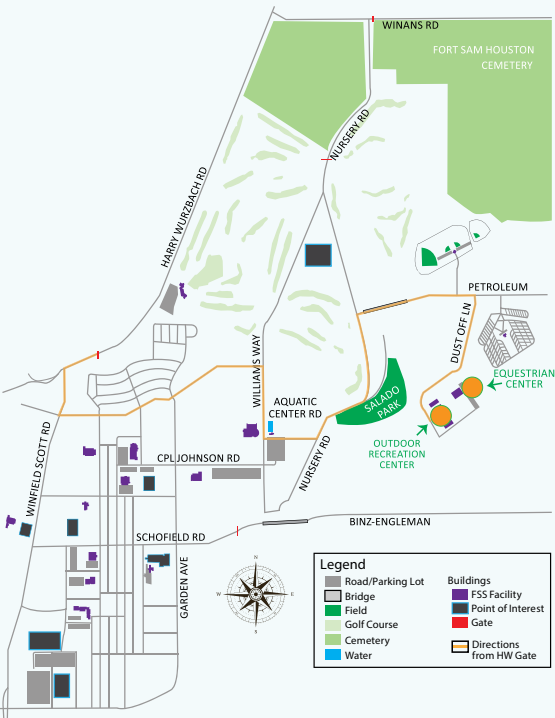 WINANS RD
FORT SAM HOUSTON
CEMETERY
NURSERY RD
HARRY WURZBACH RD
PETROLEUM
DUST OFF LN
WILLIAMS WAY
EQUESTRIAN
CENTER
AQUATIC
CENTER RD
SALADO
PARK
OUTDOOR
RECREATION
CENTER
WINFIELD SCOTT RD
CPL JOHNSON RD
NURSERY RD
BINZ-ENGLEMAN
SCHOFIELD RD
GARDEN AVE
N
W
E
S
Legend
Road/Parking Lot
Bridge
Field
Golf Course
Cemetery
Water
Buildings
FSS Facility
Point of Interest
Gate
Directions
from HW Gate